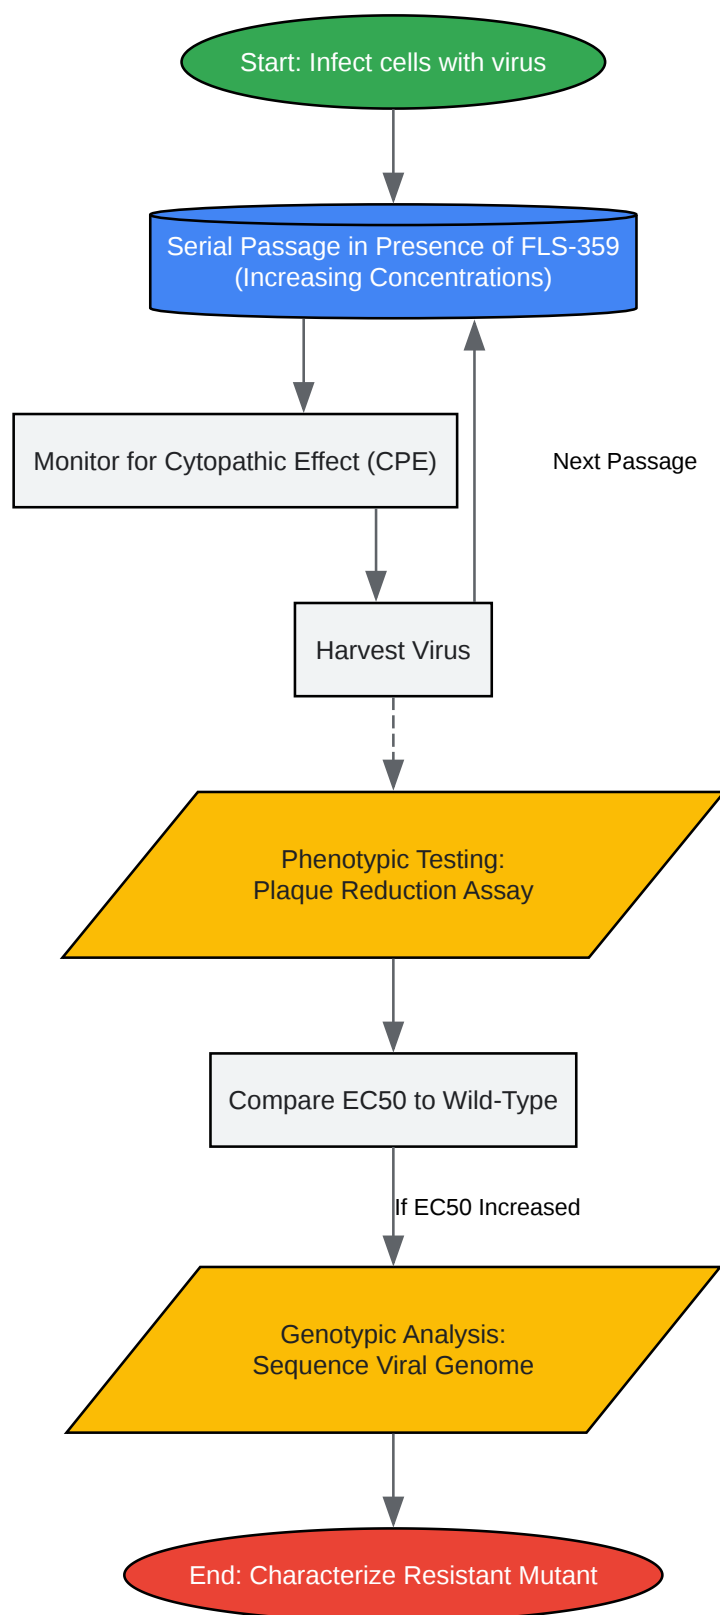 Start: Infect cells with virus
Serial Passage in Presence of FLS-359
(Increasing Concentrations)
Monitor for Cytopathic Effect (CPE)
Next Passage
Harvest Virus
Phenotypic Testing:
Plaque Reduction Assay
Compare EC50 to Wild-Type
If EC50 Increased
Genotypic Analysis:
Sequence Viral Genome
End: Characterize Resistant Mutant